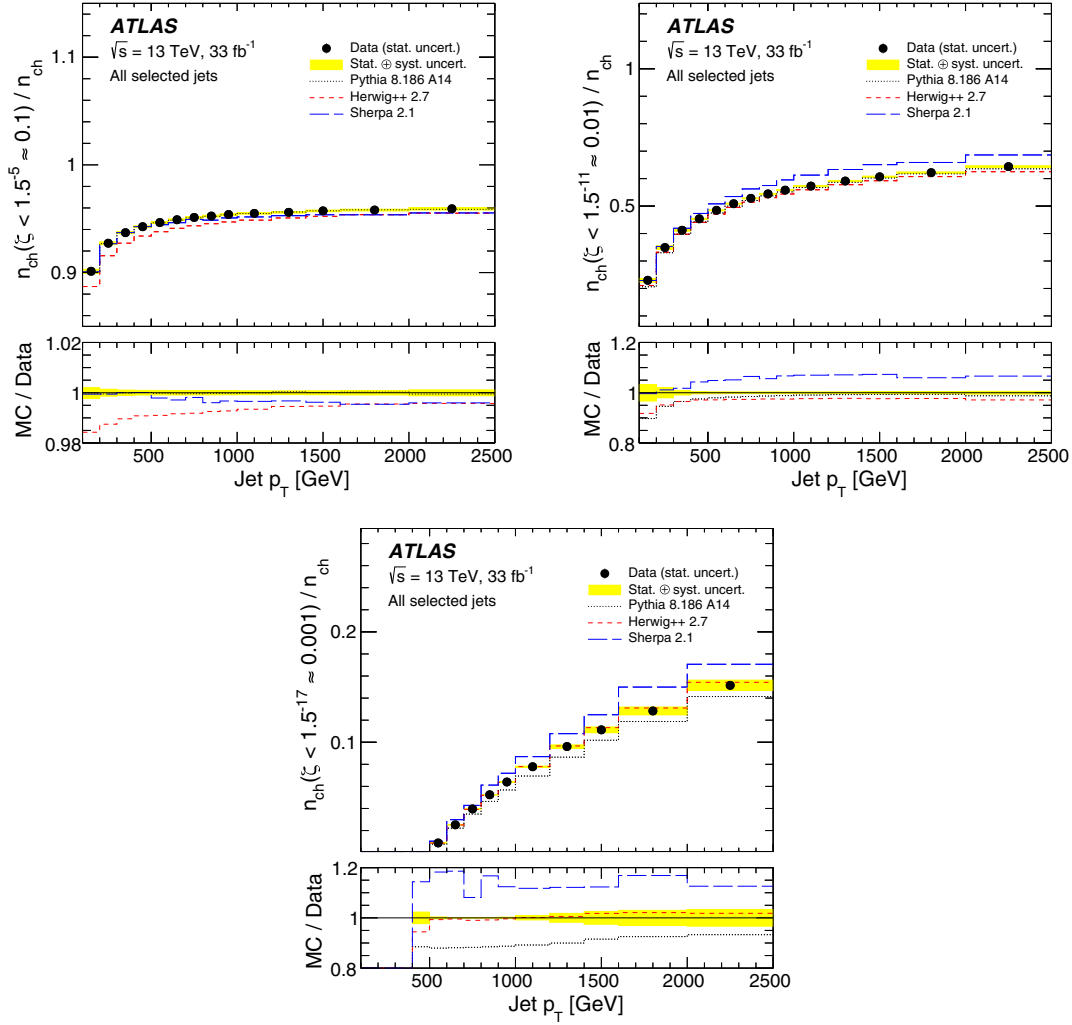 ATLAS
√s = 13 TeV, 33 fb⁻¹
All selected jets
Data (stat. uncert.)
Stat. ⊕ syst. uncert.
Pythia 8.186 A14
Herwig++ 2.7
Sherpa 2.1
n_ch(ζ < 1.5⁻⁵ ≈ 0.1) / n_ch
1.1
1
0.9
MC / Data
1.02
1
0.98
500 1000 1500 2000 2500
Jet p_T [GeV]
ATLAS
√s = 13 TeV, 33 fb⁻¹
All selected jets
Data (stat. uncert.)
Stat. ⊕ syst. uncert.
Pythia 8.186 A14
Herwig++ 2.7
Sherpa 2.1
n_ch(ζ < 1.5⁻¹¹ ≈ 0.01) / n_ch
1
0.5
MC / Data
1.2
1
0.8
500 1000 1500 2000 2500
Jet p_T [GeV]
ATLAS
√s = 13 TeV, 33 fb⁻¹
All selected jets
Data (stat. uncert.)
Stat. ⊕ syst. uncert.
Pythia 8.186 A14
Herwig++ 2.7
Sherpa 2.1
n_ch(ζ < 1.5⁻¹⁷ ≈ 0.001) / n_ch
0.2
0.1
MC / Data
1.2
1
0.8
500 1000 1500 2000 2500
Jet p_T [GeV]